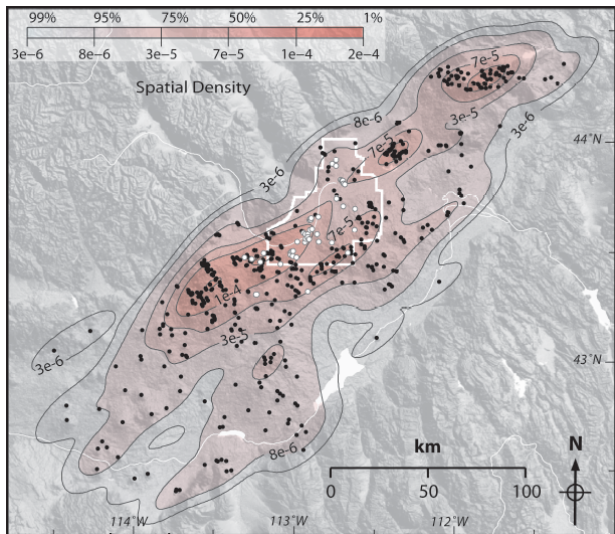 99% 95% 75% 50% 25% 1%
3e-6 8e-6 3e-5 7e-5 1e-4 2e-4
Spatial Density
7e-5
8e-6
3e-5
3e-6
44°N
7e-5
3e-6
7e-5
1e-4
3e-5
3e-6
43°N
8e-6
km
0 50 100
N
114°W 113°W 112°W